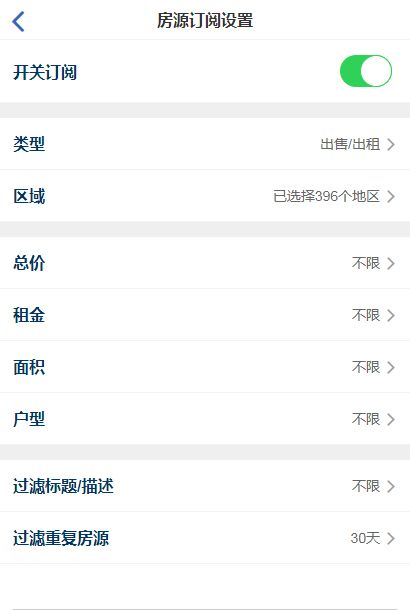 房源订阅设置
开关订阅
类型 出售/出租
区域 已选择396个地区
总价 不限
租金 不限
面积 不限
户型 不限
过滤标题/描述 不限
过滤重复房源 30天